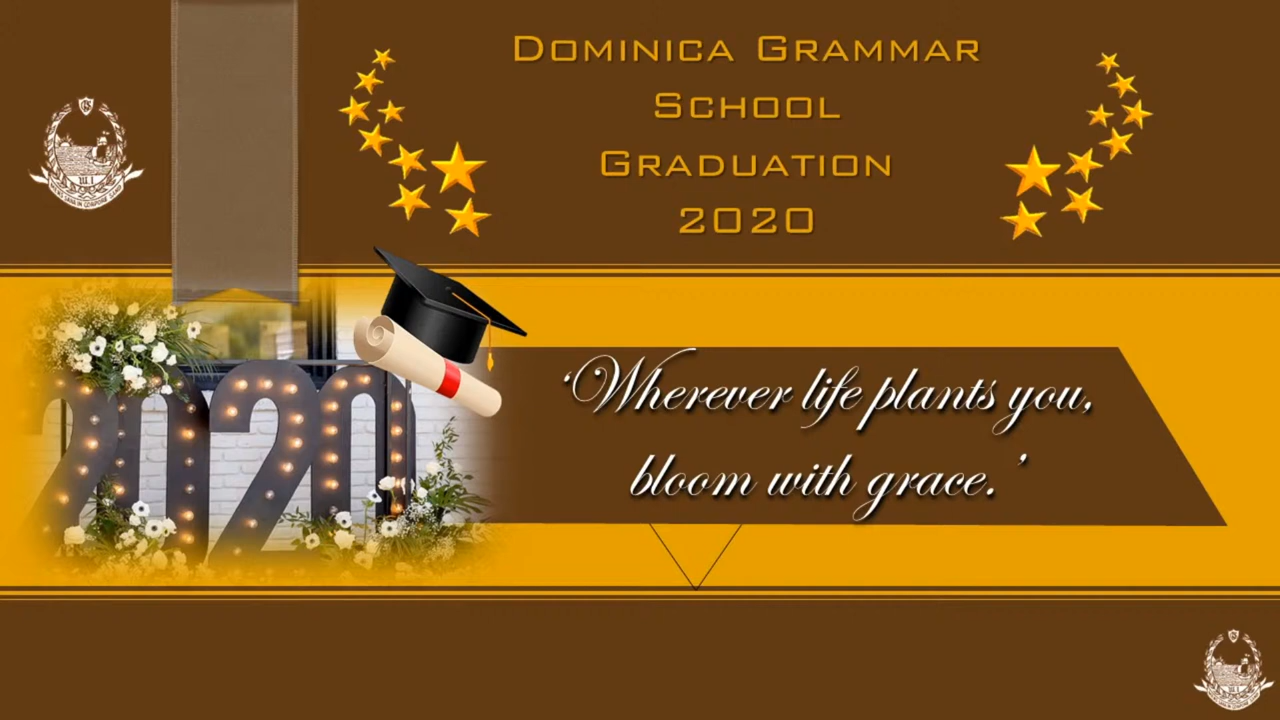 Dominica Grammar
School
Graduation
2020
2020
‘Wherever life plants you,
bloom with grace.’